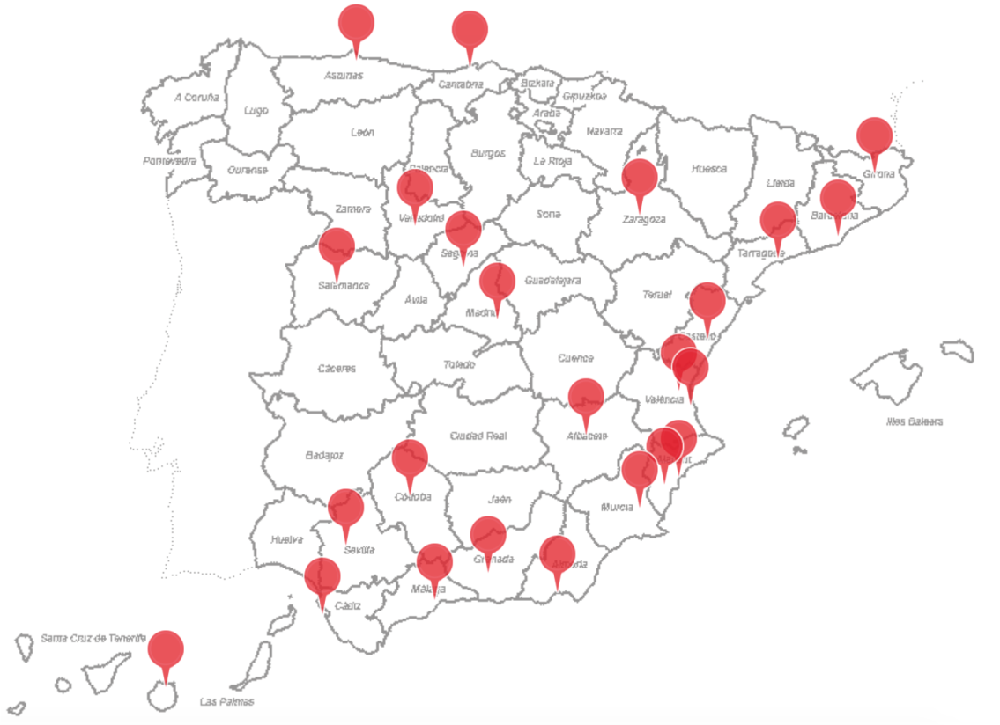 Asturias
Cantabria
Bizkaia
Gipuzkoa
A Coruña
Lugo
Araba
León
Navarra
Burgos
Palencia
Pontevedra
Ourense
La Rioja
Huesca
Girona
Lleida
Zamora
Valladolid
Soria
Zaragoza
Barcelona
Segovia
Tarragona
Salamanca
Guadalajara
Ávila
Madrid
Teruel
Castelló
Cáceres
Toledo
Cuenca
València
Illes Balears
Albacete
Ciudad Real
Badajoz
Córdoba
Jaén
Murcia
Huelva
Sevilla
Granada
Almería
Málaga
Cádiz
Santa Cruz de Tenerife
Las Palmas